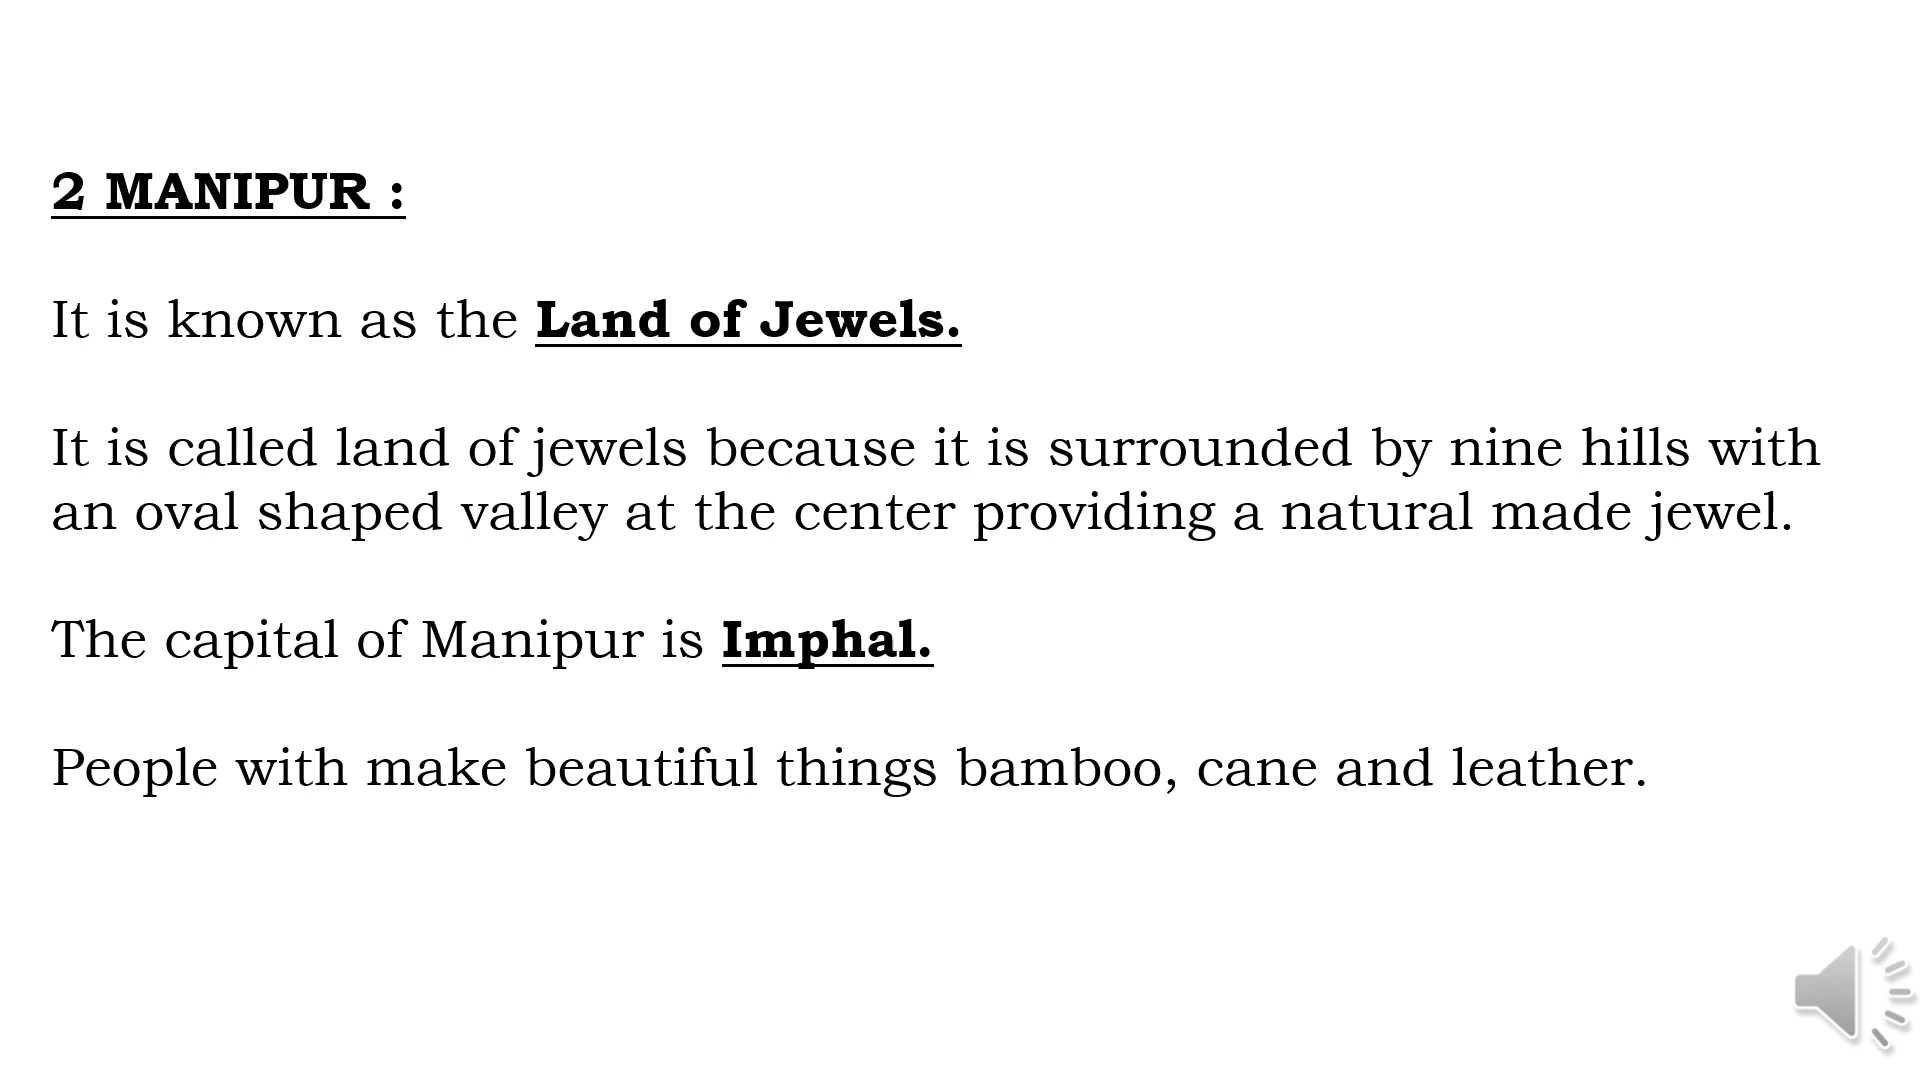 2 MANIPUR :
It is known as the Land of Jewels.
It is called land of jewels because it is surrounded by nine hills with
an oval shaped valley at the center providing a natural made jewel.
The capital of Manipur is Imphal.
People with make beautiful things bamboo, cane and leather.